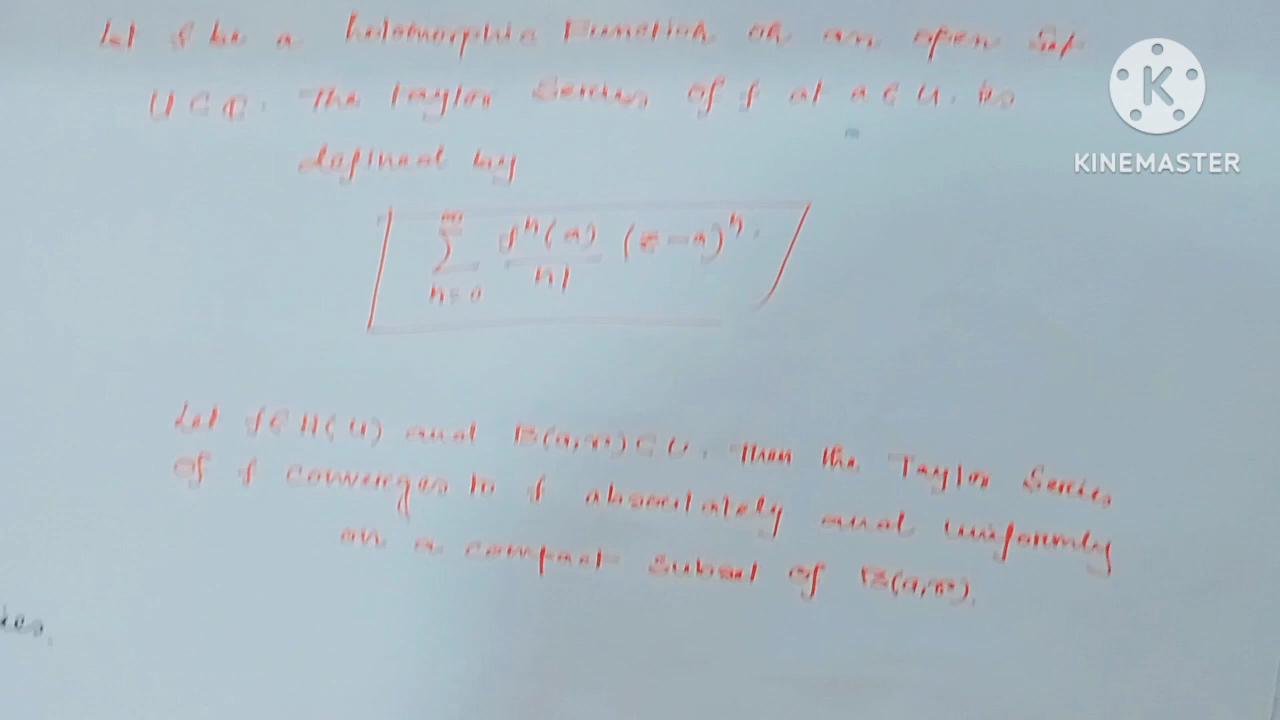 Let f be a holomorphic Function on an open Set
U ⊂ C. The Taylor Series of f at a ∈ U. is
defined by
∞
∑ fⁿ(a)/n! (z-a)ⁿ.
n=0
Let f ∈ H(U) and B(a,r) ⊂ U. Then the Taylor Series
of f converges to f absolutely and uniformly
on a compact subset of B(a,r).
K
KINEMASTER